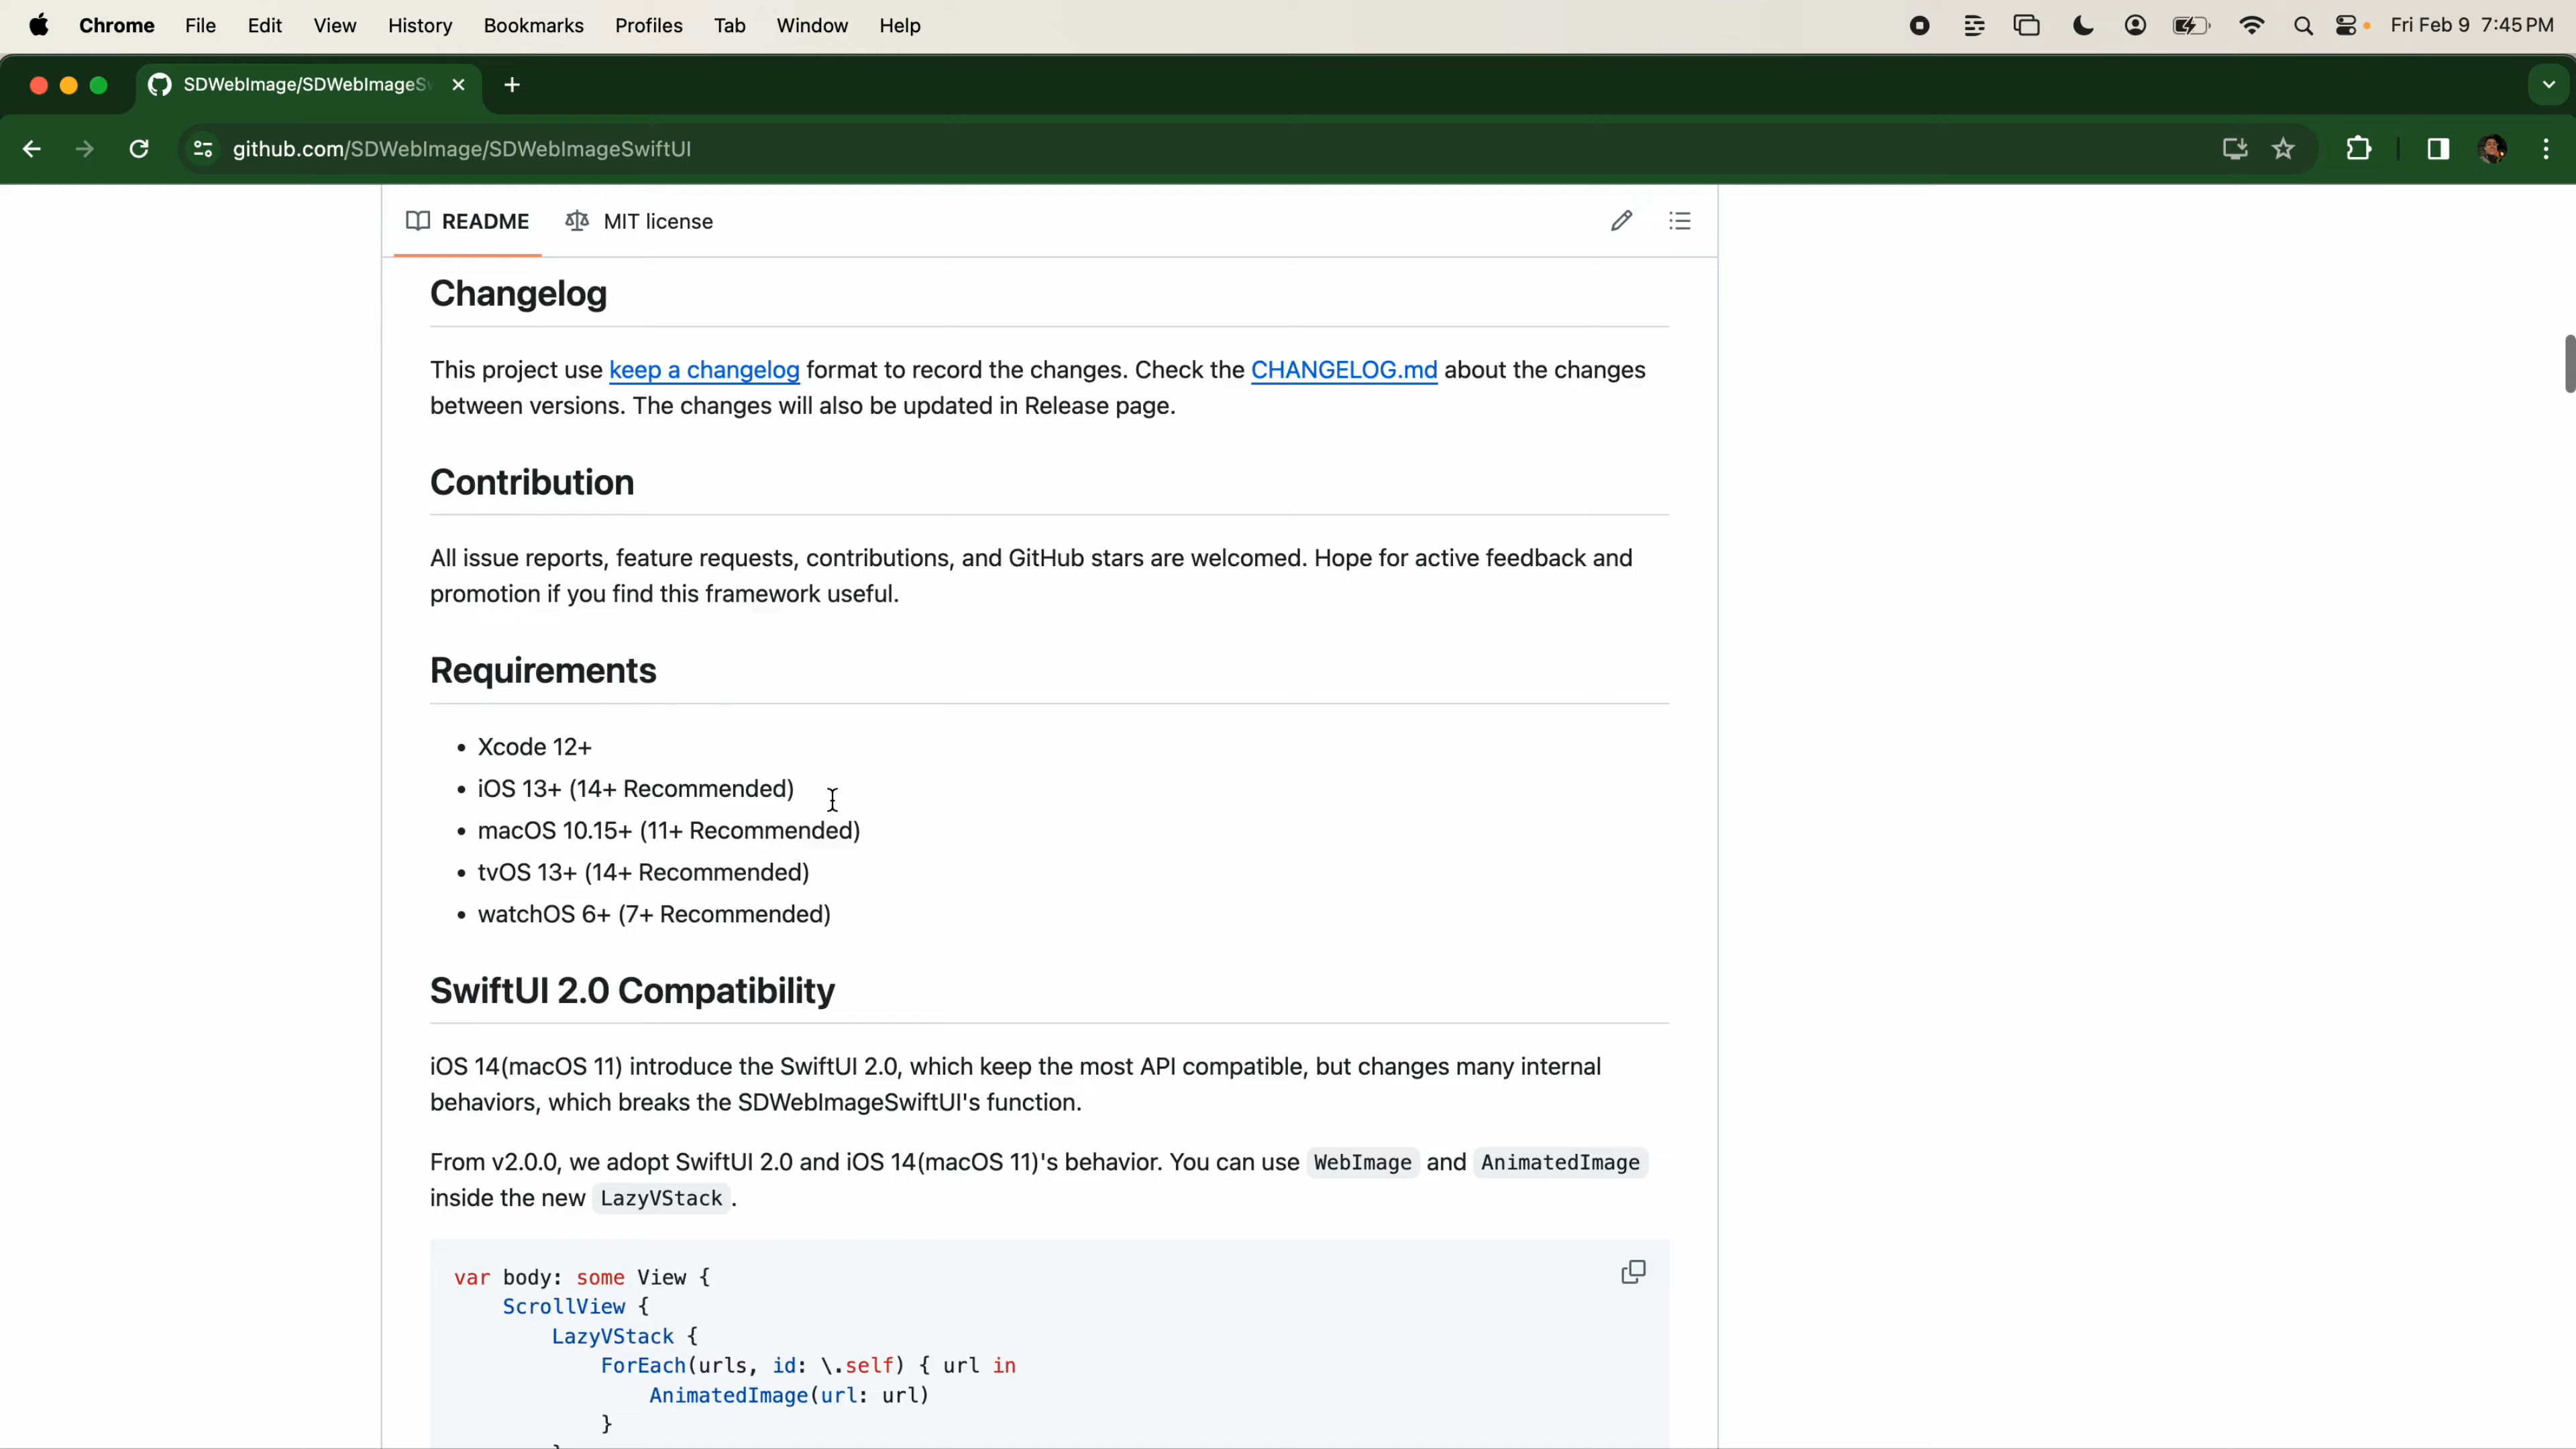 Chrome File Edit View History Bookmarks Profiles Tab Window Help Fri Feb 9 7:45 PM
SDWebImage/SDWebImageSw
github.com/SDWebImage/SDWebImageSwiftUI
README MIT license
Changelog
This project use keep a changelog format to record the changes. Check the CHANGELOG.md about the changes
between versions. The changes will also be updated in Release page.
Contribution
All issue reports, feature requests, contributions, and GitHub stars are welcomed. Hope for active feedback and
promotion if you find this framework useful.
Requirements
• Xcode 12+
• iOS 13+ (14+ Recommended)
• macOS 10.15+ (11+ Recommended)
• tvOS 13+ (14+ Recommended)
• watchOS 6+ (7+ Recommended)
SwiftUI 2.0 Compatibility
iOS 14(macOS 11) introduce the SwiftUI 2.0, which keep the most API compatible, but changes many internal
behaviors, which breaks the SDWebImageSwiftUI's function.
From v2.0.0, we adopt SwiftUI 2.0 and iOS 14(macOS 11)'s behavior. You can use WebImage and AnimatedImage
inside the new LazyVStack.
var body: some View {
ScrollView {
LazyVStack {
ForEach(urls, id: \.self) { url in
AnimatedImage(url: url)
}